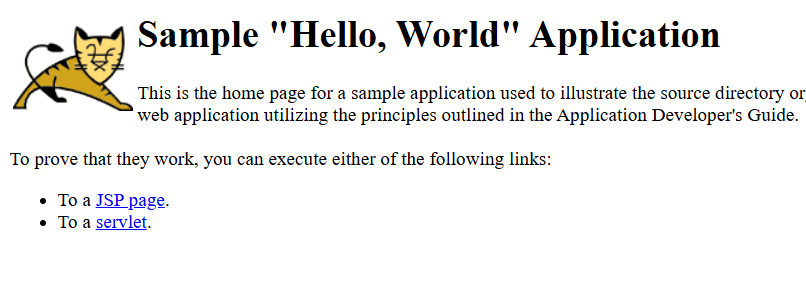 Sample "Hello, World" Application
This is the home page for a sample application used to illustrate the source directory
web application utilizing the principles outlined in the Application Developer's Guide.
To prove that they work, you can execute either of the following links:
• To a JSP page.
• To a servlet.